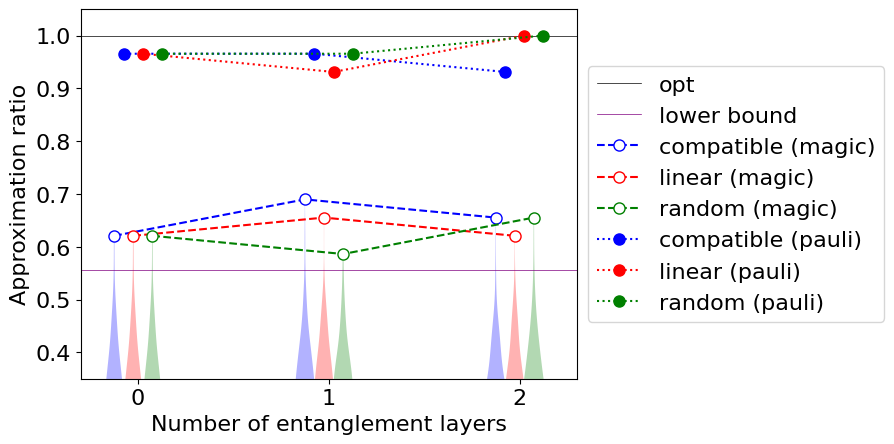 Approximation ratio
1.0
0.9
0.8
0.7
0.6
0.5
0.4
0
1
2
Number of entanglement layers
opt
lower bound
compatible (magic)
linear (magic)
random (magic)
compatible (pauli)
linear (pauli)
random (pauli)